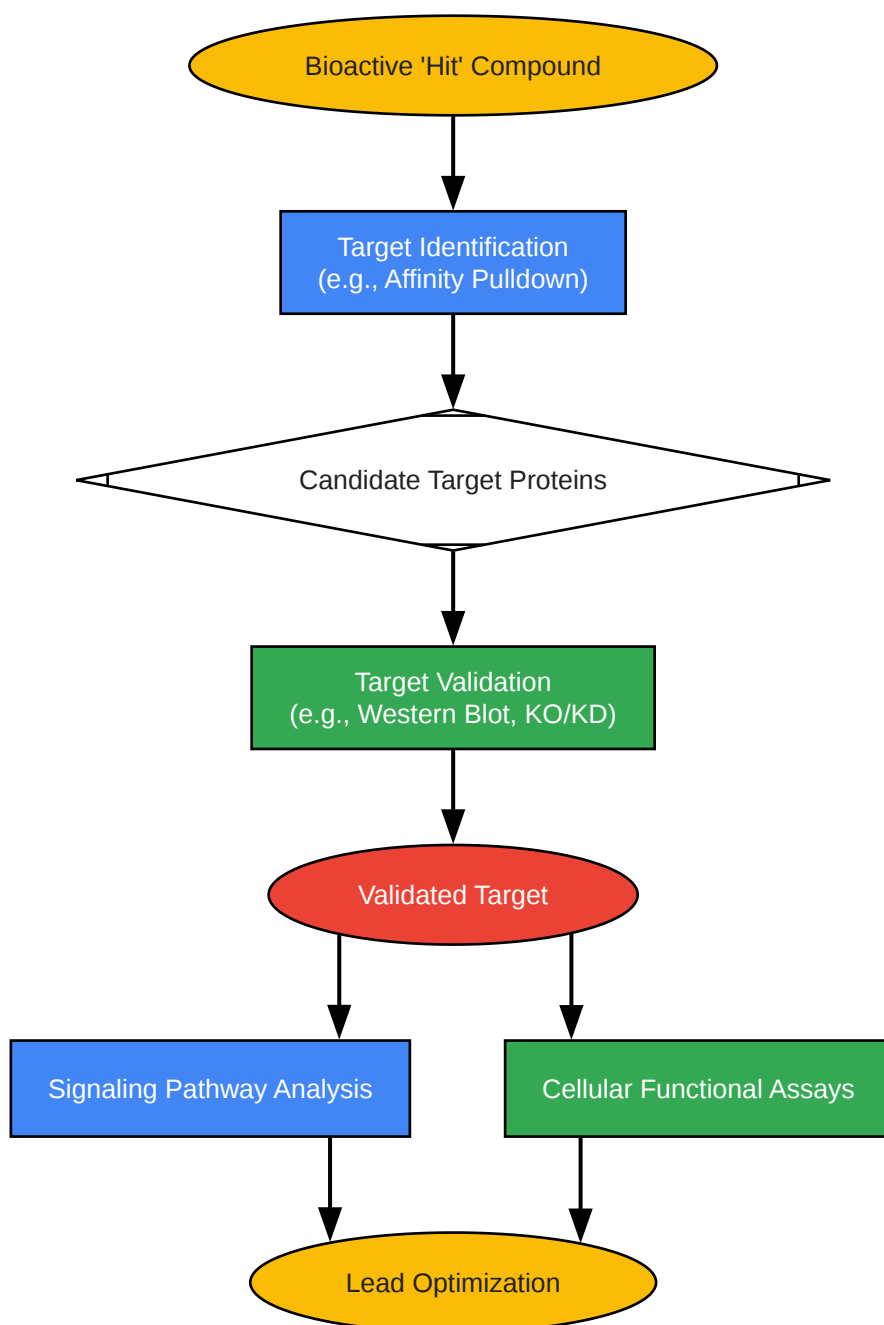 Bioactive 'Hit' Compound
Target Identification
(e.g., Affinity Pulldown)
Candidate Target Proteins
Target Validation
(e.g., Western Blot, KO/KD)
Validated Target
Signaling Pathway Analysis
Cellular Functional Assays
Lead Optimization